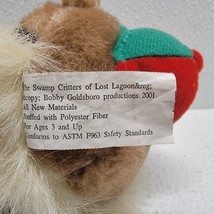 The Swamp Critters of Lost Lagoon&reg;
&copy; Bobby Goldsboro productions 2001
All New Materials
Stuffed with Polyester Fiber
For Ages 3 and Up
Conforms to ASTM F963 Safety Standards